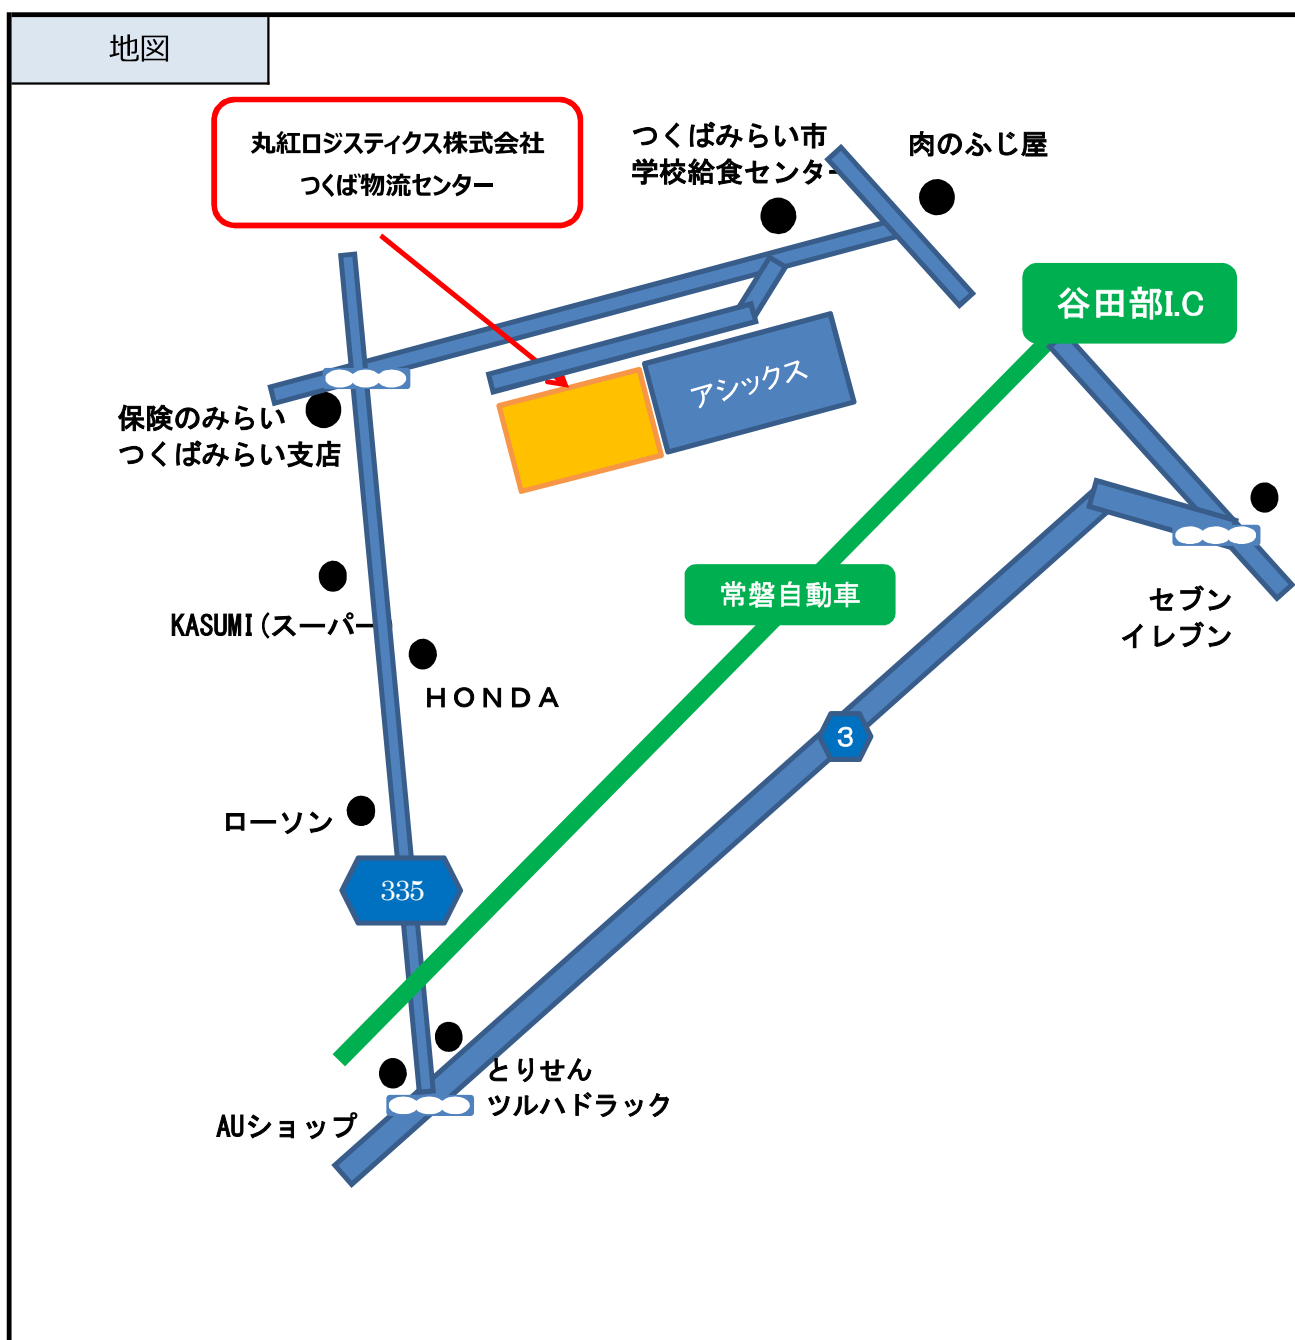 地図
丸紅ロジスティクス株式会社
つくば物流センター
つくばみらい市
学校給食センター
肉のふじ屋
谷田部I.C
アシックス
保険のみらい
つくばみらい支店
常磐自動車
セブン
イレブン
KASUMI(スーパー
HONDA
3
ローソン
335
とりせん
ツルハドラック
AUショップ